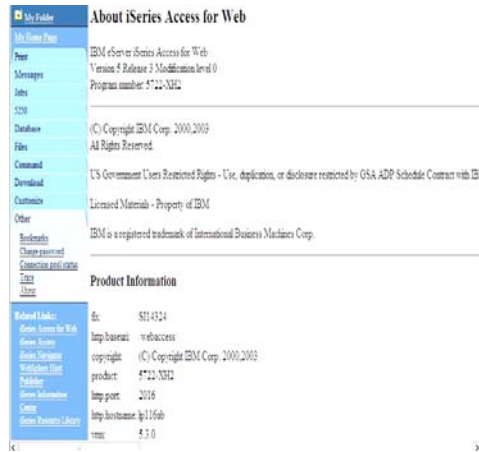 My Folder
My Home Page
Print
Messages
Jobs
5250
Database
Files
Command
Download
Customize
Other
Bookmarks
Change password
Connection pool status
Trace
About
Related Links:
iSeries Access for Web
iSeries Access
iSeries Navigator
WebSphere Host
Publisher
iSeries Information
Center
iSeries Resource Library
About iSeries Access for Web
IBM eServer iSeries Access for Web
Version 5 Release 3 Modification level 0
Program number: 5722-XH2
(C) Copyright IBM Corp. 2000,2003
All Rights Reserved.
US Government Users Restricted Rights - Use, duplication, or disclosure restricted by GSA ADP Schedule Contract with IB
Licensed Materials - Property of IBM
IBM is a registered trademark of International Business Machines Corp.
Product Information
fix: SI14324
http.baseuri: webaccess
copyright: (C) Copyright IBM Corp. 2000,2003
product: 5722-XH2
http.port: 2016
http.hostname: lp116ab
vrm: 5.3.0